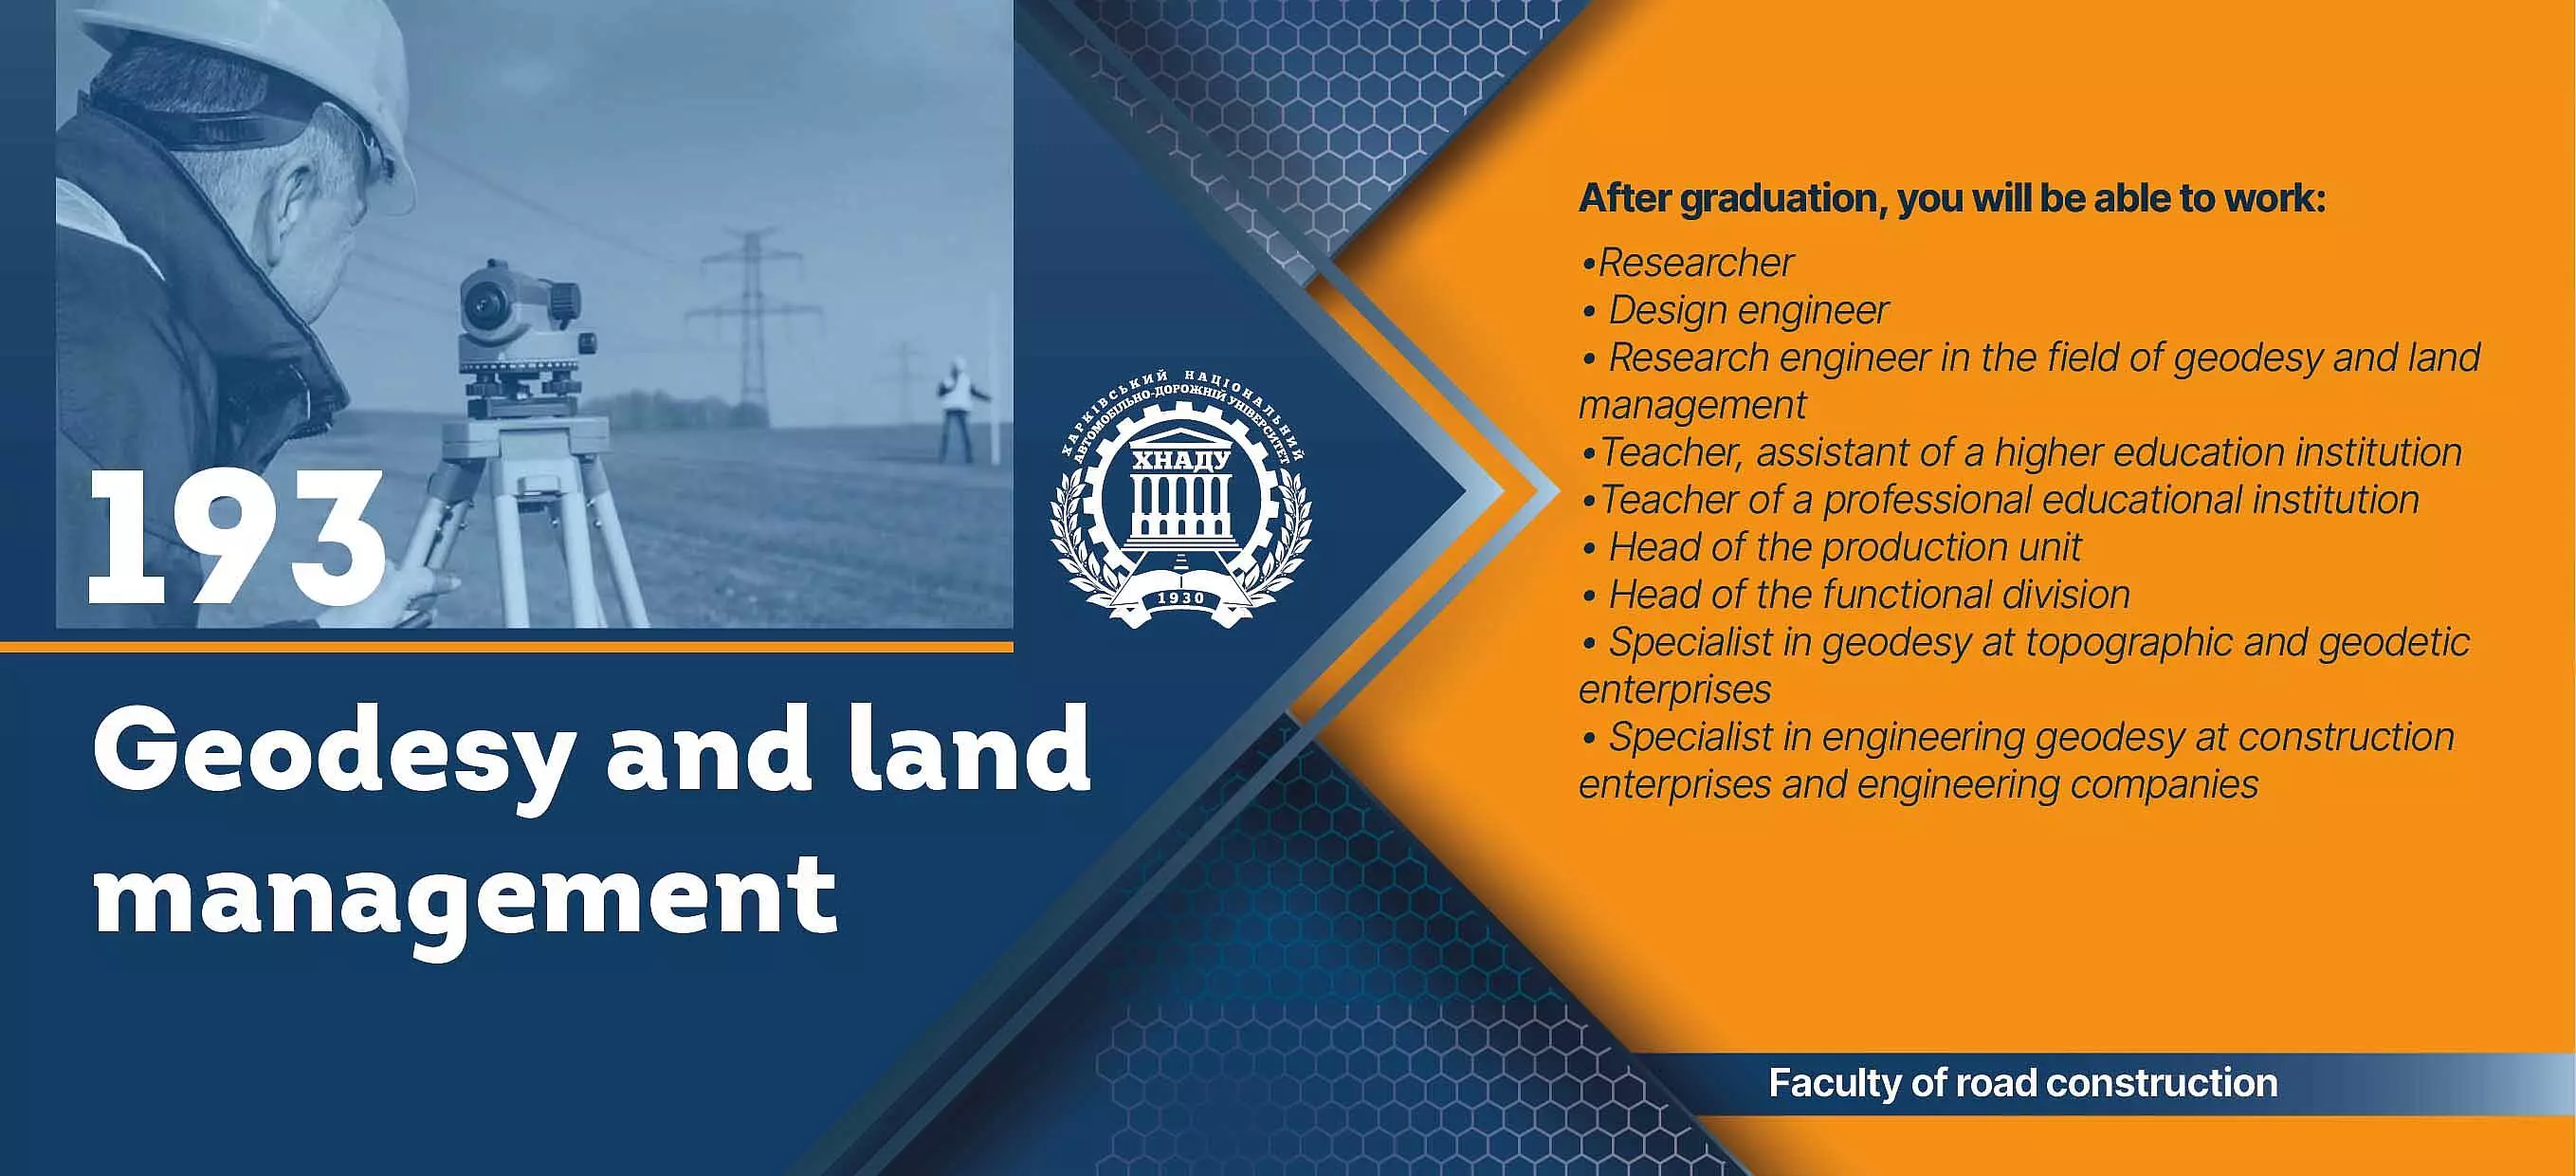 193
Geodesy and land
management
ХАРКІВСЬКИЙ НАЦІОНАЛЬНИЙ
АВТОМОБІЛЬНО-ДОРОЖНІЙ УНІВЕРСИТЕТ
ХНАДУ
1930
After graduation, you will be able to work:
•Researcher
• Design engineer
• Research engineer in the field of geodesy and land
management
•Teacher, assistant of a higher education institution
•Teacher of a professional educational institution
• Head of the production unit
• Head of the functional division
• Specialist in geodesy at topographic and geodetic
enterprises
• Specialist in engineering geodesy at construction
enterprises and engineering companies
Faculty of road construction